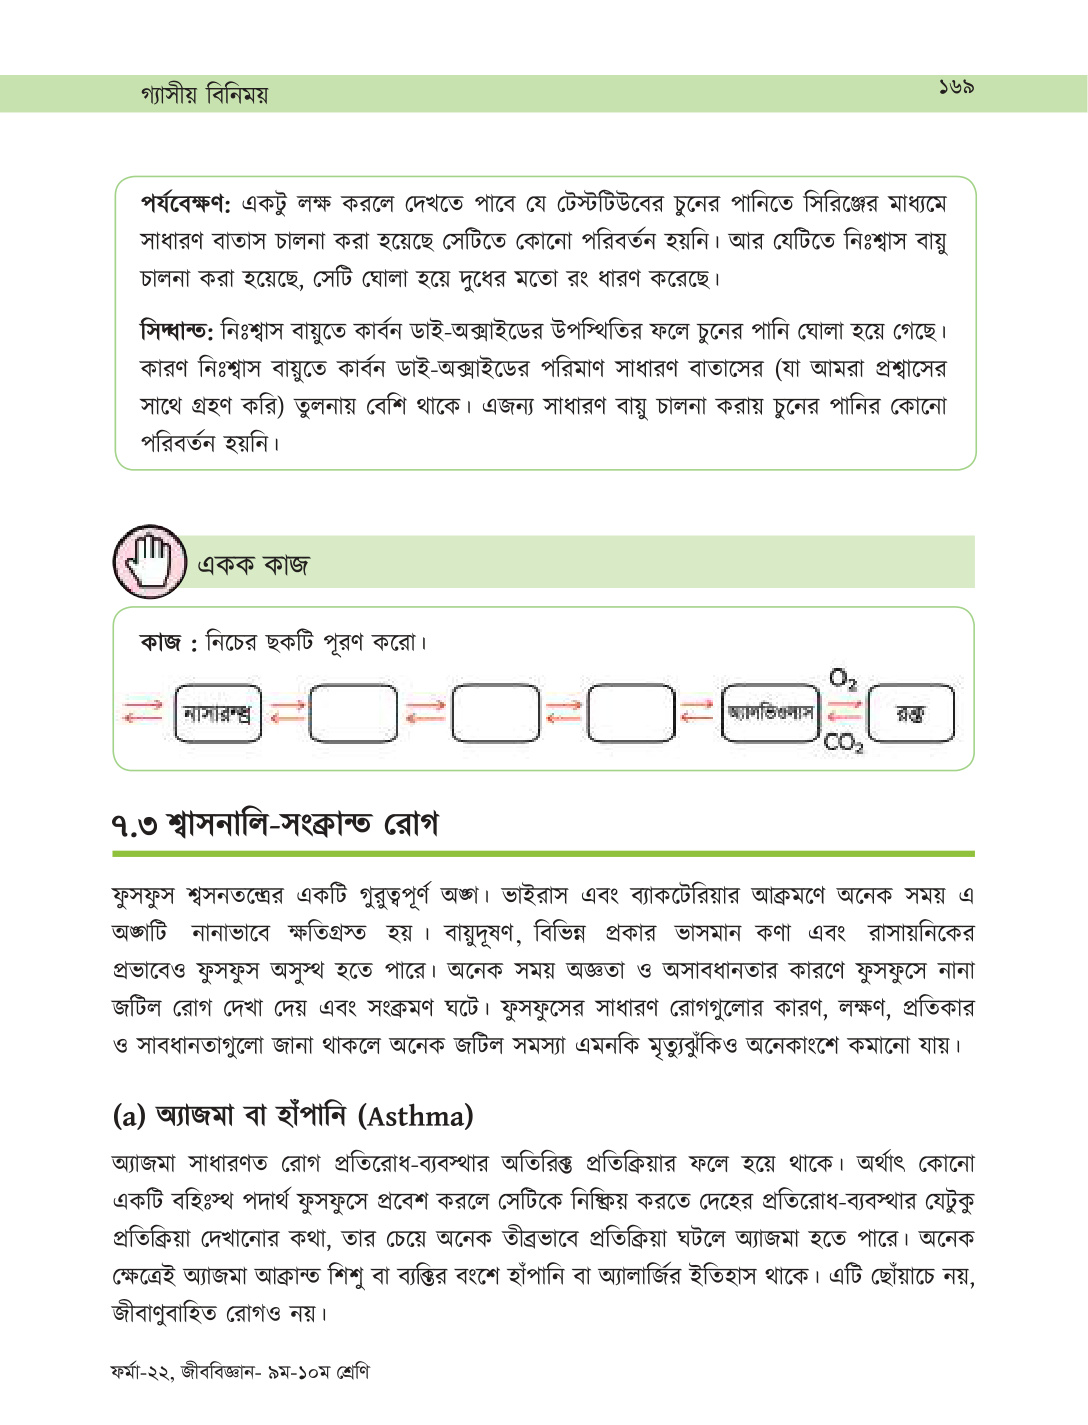 গ্যাসীয় বিনিময়
১৬৯
পর্যবেক্ষণ: একটু লক্ষ করলে দেখতে পাবে যে টেস্টটিউবের চুনের পানিতে সিরিঞ্জের মাধ্যমে
সাধারণ বাতাস চালনা করা হয়েছে সেটিতে কোনো পরিবর্তন হয়নি। আর যেটিতে নিঃশ্বাস বায়ু
চালনা করা হয়েছে, সেটি ঘোলা হয়ে দুধের মতো রং ধারণ করেছে।
সিদ্ধান্ত: নিঃশ্বাস বায়ুতে কার্বন ডাই-অক্সাইডের উপস্থিতির ফলে চুনের পানি ঘোলা হয়ে গেছে।
কারণ নিঃশ্বাস বায়ুতে কার্বন ডাই-অক্সাইডের পরিমাণ সাধারণ বাতাসের (যা আমরা প্রশ্বাসের
সাথে গ্রহণ করি) তুলনায় বেশি থাকে। এজন্য সাধারণ বায়ু চালনা করায় চুনের পানির কোনো
পরিবর্তন হয়নি।
একক কাজ
কাজ : নিচের ছকটি পূরণ করো।
নাসারন্ধ্র
অ্যালভিওলাস
O₂
CO₂
রক্ত
৭.৩ শ্বাসনালি-সংক্রান্ত রোগ
ফুসফুস শ্বসনতন্ত্রের একটি গুরুত্বপূর্ণ অঙ্গ। ভাইরাস এবং ব্যাকটেরিয়ার আক্রমণে অনেক সময় এ
অঙ্গটি নানাভাবে ক্ষতিগ্রস্ত হয় । বায়ুদূষণ, বিভিন্ন প্রকার ভাসমান কণা এবং রাসায়নিকের
প্রভাবেও ফুসফুস অসুস্থ হতে পারে। অনেক সময় অজ্ঞতা ও অসাবধানতার কারণে ফুসফুসে নানা
জটিল রোগ দেখা দেয় এবং সংক্রমণ ঘটে। ফুসফুসের সাধারণ রোগগুলোর কারণ, লক্ষণ, প্রতিকার
ও সাবধানতাগুলো জানা থাকলে অনেক জটিল সমস্যা এমনকি মৃত্যুঝুঁকিও অনেকাংশে কমানো যায়।
(a) অ্যাজমা বা হাঁপানি (Asthma)
অ্যাজমা সাধারণত রোগ প্রতিরোধ-ব্যবস্থার অতিরিক্ত প্রতিক্রিয়ার ফলে হয়ে থাকে। অর্থাৎ কোনো
একটি বহিঃস্থ পদার্থ ফুসফুসে প্রবেশ করলে সেটিকে নিষ্ক্রিয় করতে দেহের প্রতিরোধ-ব্যবস্থার যেটুকু
প্রতিক্রিয়া দেখানোর কথা, তার চেয়ে অনেক তীব্রভাবে প্রতিক্রিয়া ঘটলে অ্যাজমা হতে পারে। অনেক
ক্ষেত্রেই অ্যাজমা আক্রান্ত শিশু বা ব্যক্তির বংশে হাঁপানি বা অ্যালার্জির ইতিহাস থাকে। এটি ছোঁয়াচে নয়,
জীবাণুবাহিত রোগও নয়।
ফর্মা-২২, জীববিজ্ঞান- ৯ম-১০ম শ্রেণি